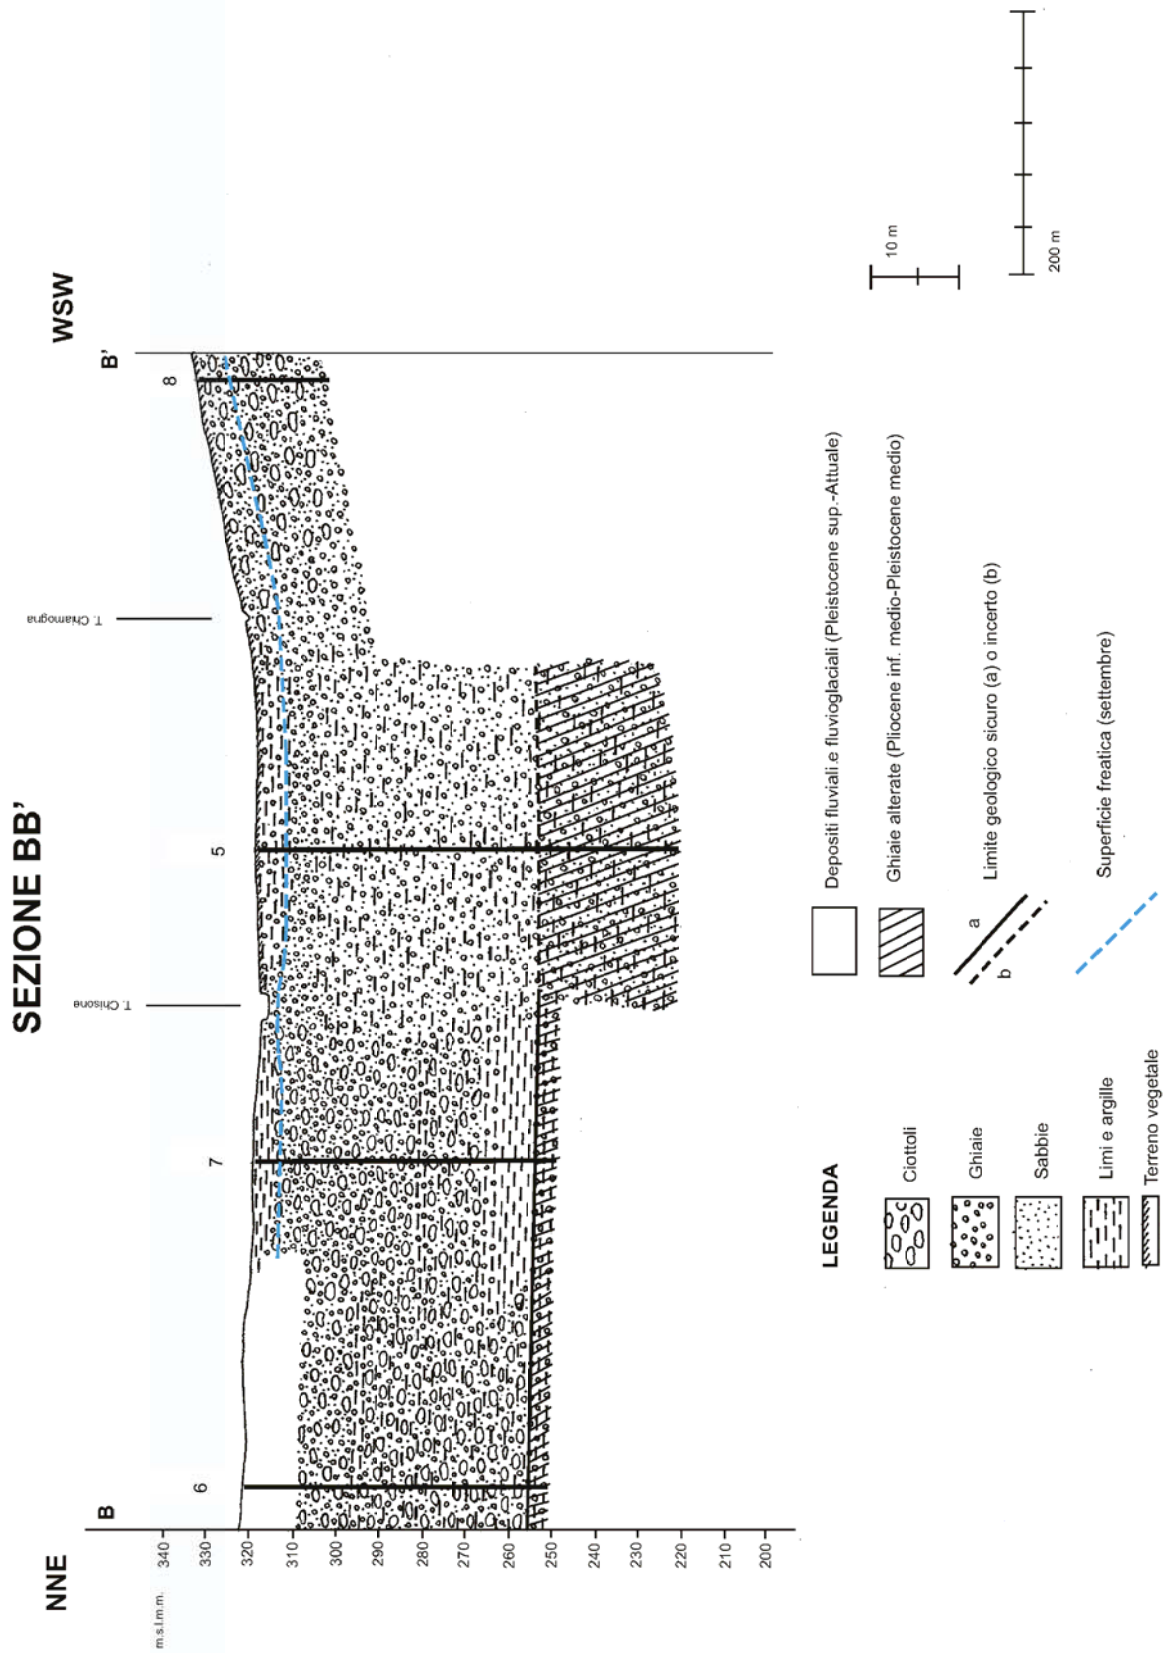 SEZIONE BB'
NNE
WSW
B
B'
T. Chisone
T. Chiamogna
6
7
5
8
m.s.l.m.m.
340
330
320
310
300
290
280
270
260
250
240
230
220
210
200
10 m
200 m
LEGENDA
Ciottoli
Ghiaie
Sabbie
Limi e argille
Terreno vegetale
Depositi fluviali e fluvioglaciali (Pleistocene sup.-Attuale)
Ghiaie alterate (Pliocene inf. medio-Pleistocene medio)
a
b
Limite geologico sicuro (a) o incerto (b)
Superficie freatica (settembre)